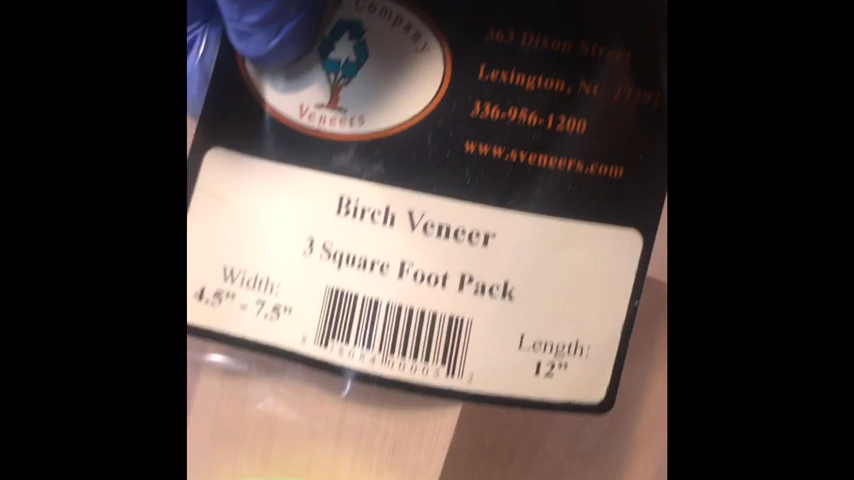 Company
Veneers
363 Dixon Street
Lexington, NC 27292
336-956-1200
www.sveneers.com
Birch Veneer
3 Square Foot Pack
Width:
4.5" - 7.5"
Length:
12"